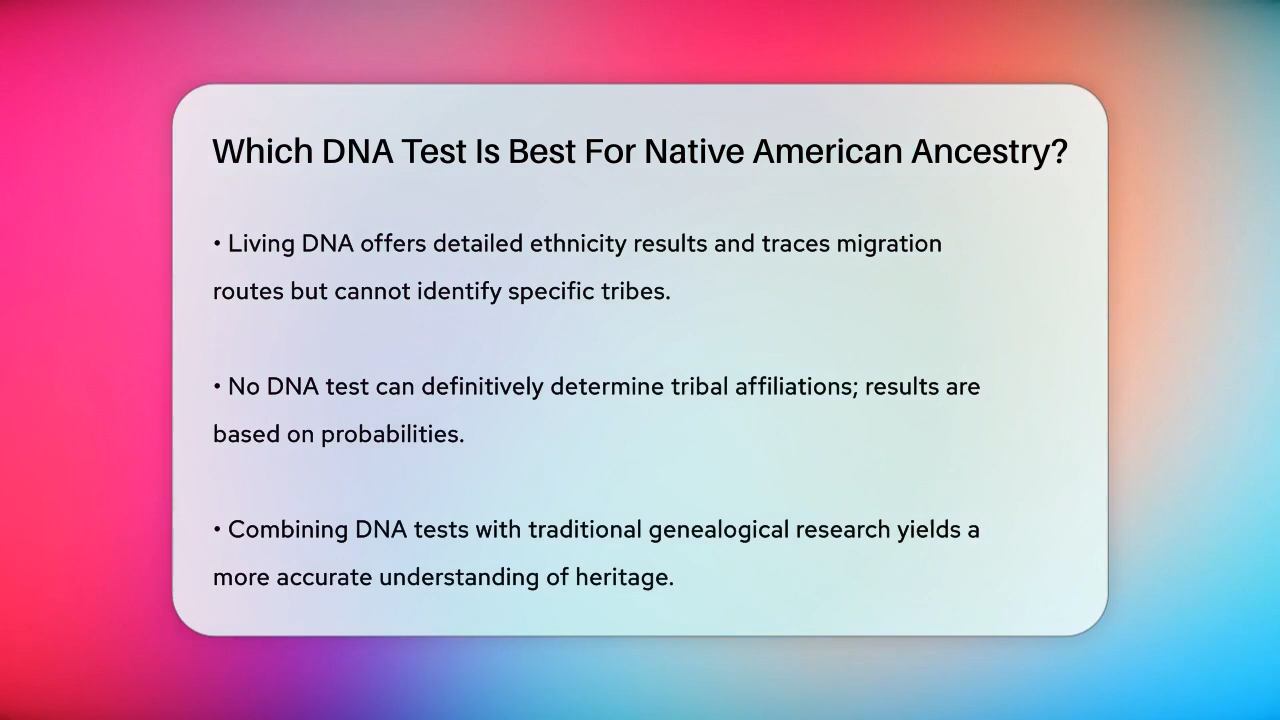 Which DNA Test Is Best For Native American Ancestry?
• Living DNA offers detailed ethnicity results and traces migration
routes but cannot identify specific tribes.
• No DNA test can definitively determine tribal affiliations; results are
based on probabilities.
• Combining DNA tests with traditional genealogical research yields a
more accurate understanding of heritage.